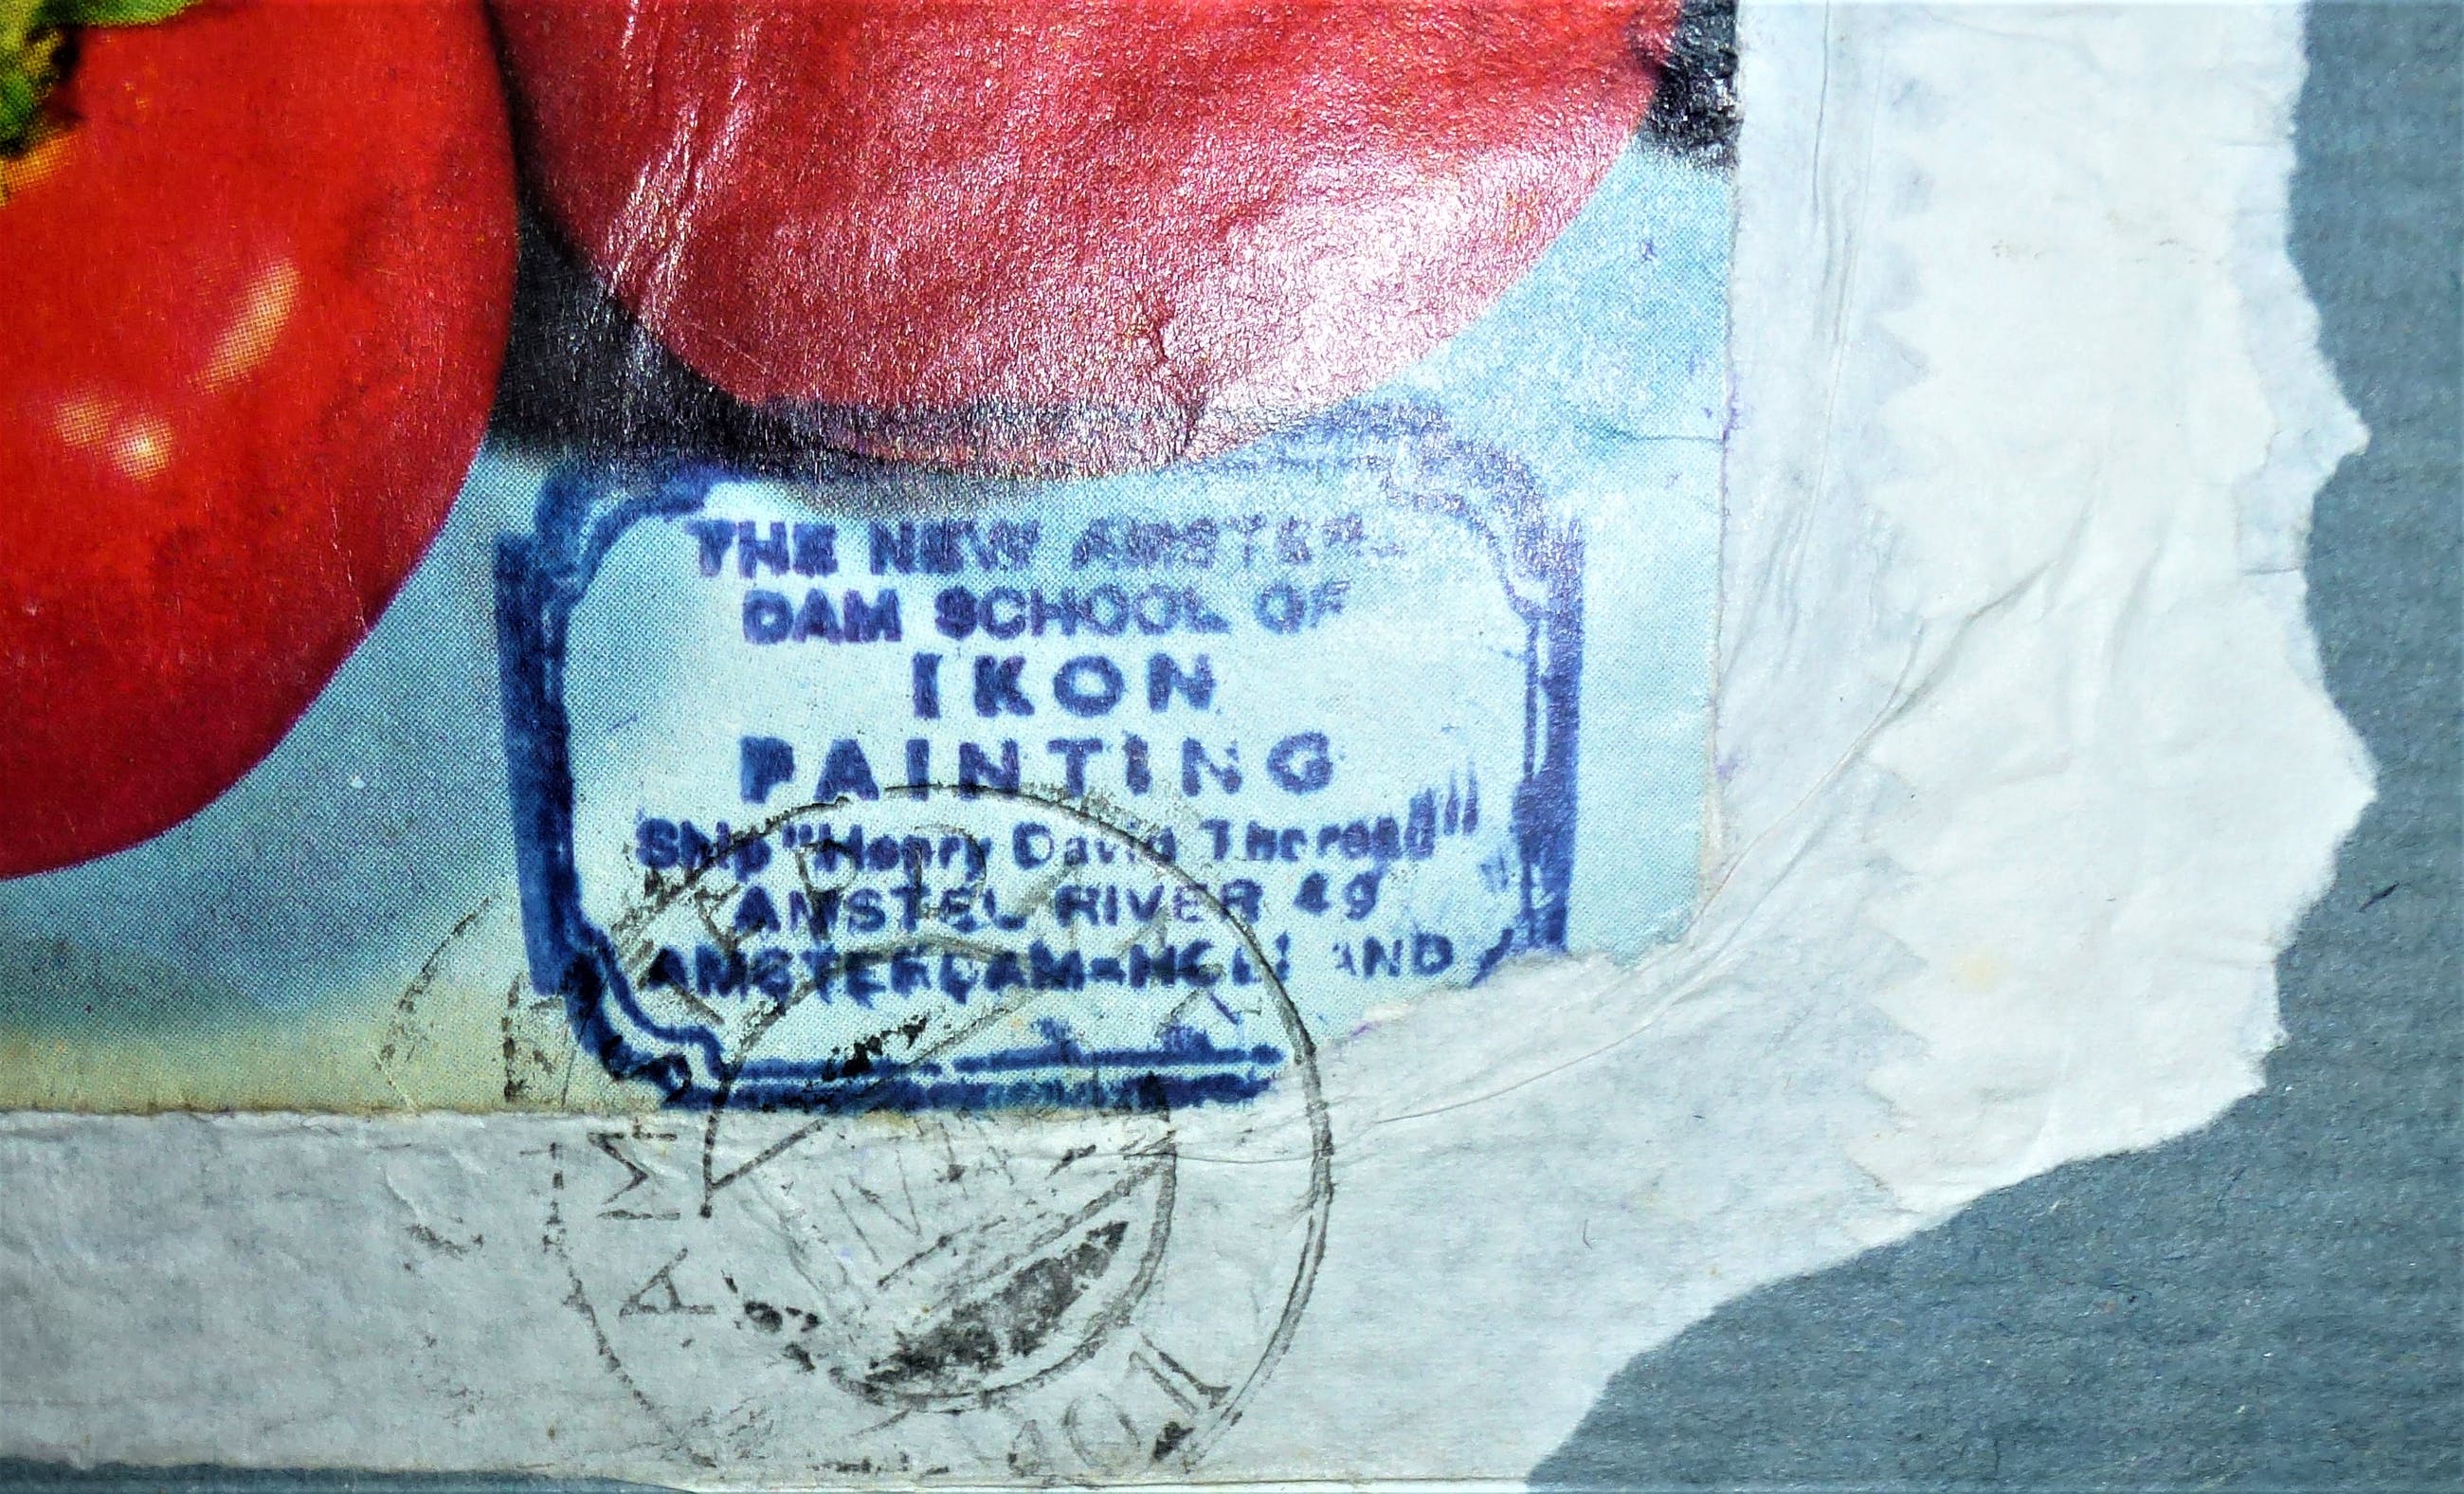 THE NEW AMSTER-
DAM SCHOOL OF
IKON
PAINTING
Ship "Henry David Thoreau"
AMSTEL RIVER 49
AMSTERDAM-HOLLAND